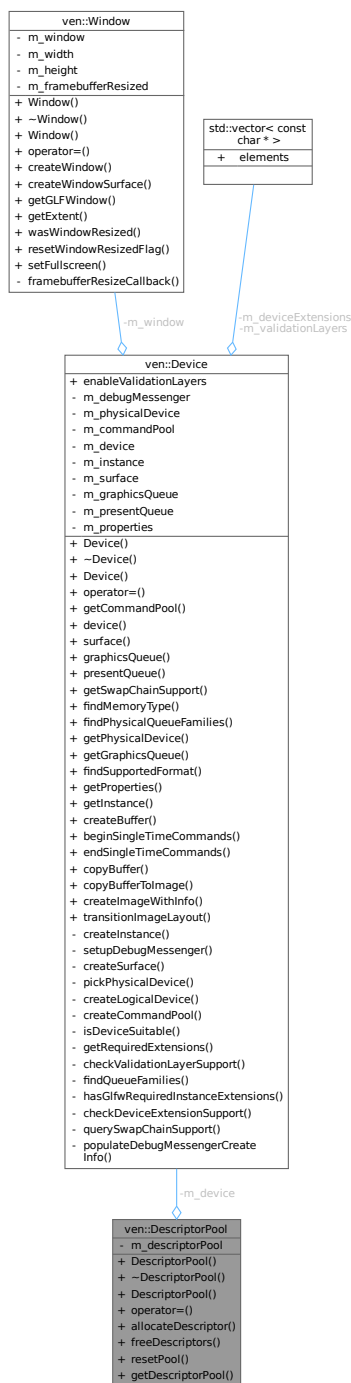 ven::Window
- m_window
- m_width
- m_height
- m_framebufferResized
+ Window()
+ ~Window()
+ Window()
+ operator=()
+ createWindow()
+ createWindowSurface()
+ getGLFWindow()
+ getExtent()
+ wasWindowResized()
+ resetWindowResizedFlag()
+ setFullscreen()
- framebufferResizeCallback()
std::vector< const
char * >
+ elements
-m_window
-m_deviceExtensions
-m_validationLayers
ven::Device
+ enableValidationLayers
- m_debugMessenger
- m_physicalDevice
- m_commandPool
- m_device
- m_instance
- m_surface
- m_graphicsQueue
- m_presentQueue
- m_properties
+ Device()
+ ~Device()
+ Device()
+ operator=()
+ getCommandPool()
+ device()
+ surface()
+ graphicsQueue()
+ presentQueue()
+ getSwapChainSupport()
+ findMemoryType()
+ findPhysicalQueueFamilies()
+ getPhysicalDevice()
+ getGraphicsQueue()
+ findSupportedFormat()
+ getProperties()
+ getInstance()
+ createBuffer()
+ beginSingleTimeCommands()
+ endSingleTimeCommands()
+ copyBuffer()
+ copyBufferToImage()
+ createImageWithInfo()
+ transitionImageLayout()
- createInstance()
- setupDebugMessenger()
- createSurface()
- pickPhysicalDevice()
- createLogicalDevice()
- createCommandPool()
- isDeviceSuitable()
- getRequiredExtensions()
- checkValidationLayerSupport()
- findQueueFamilies()
- hasGlfwRequiredInstanceExtensions()
- checkDeviceExtensionSupport()
- querySwapChainSupport()
- populateDebugMessengerCreate
Info()
-m_device
ven::DescriptorPool
- m_descriptorPool
+ DescriptorPool()
+ ~DescriptorPool()
+ DescriptorPool()
+ operator=()
+ allocateDescriptor()
+ freeDescriptors()
+ resetPool()
+ getDescriptorPool()